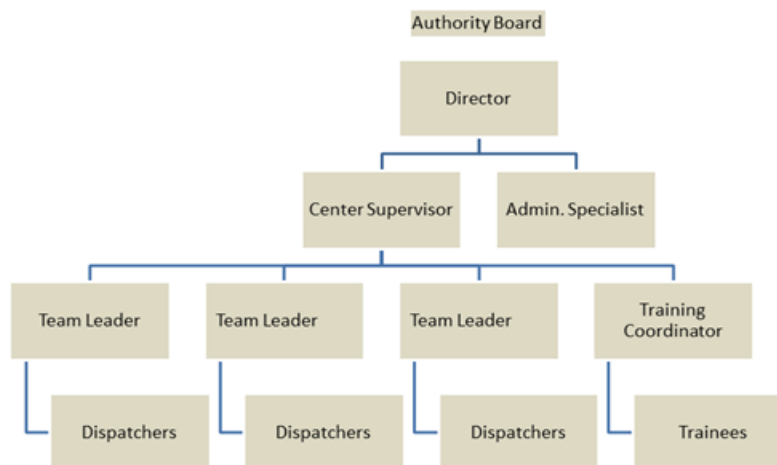 Authority Board
Director
Center Supervisor
Admin. Specialist
Team Leader
Team Leader
Team Leader
Training
Coordinator
Dispatchers
Dispatchers
Dispatchers
Trainees